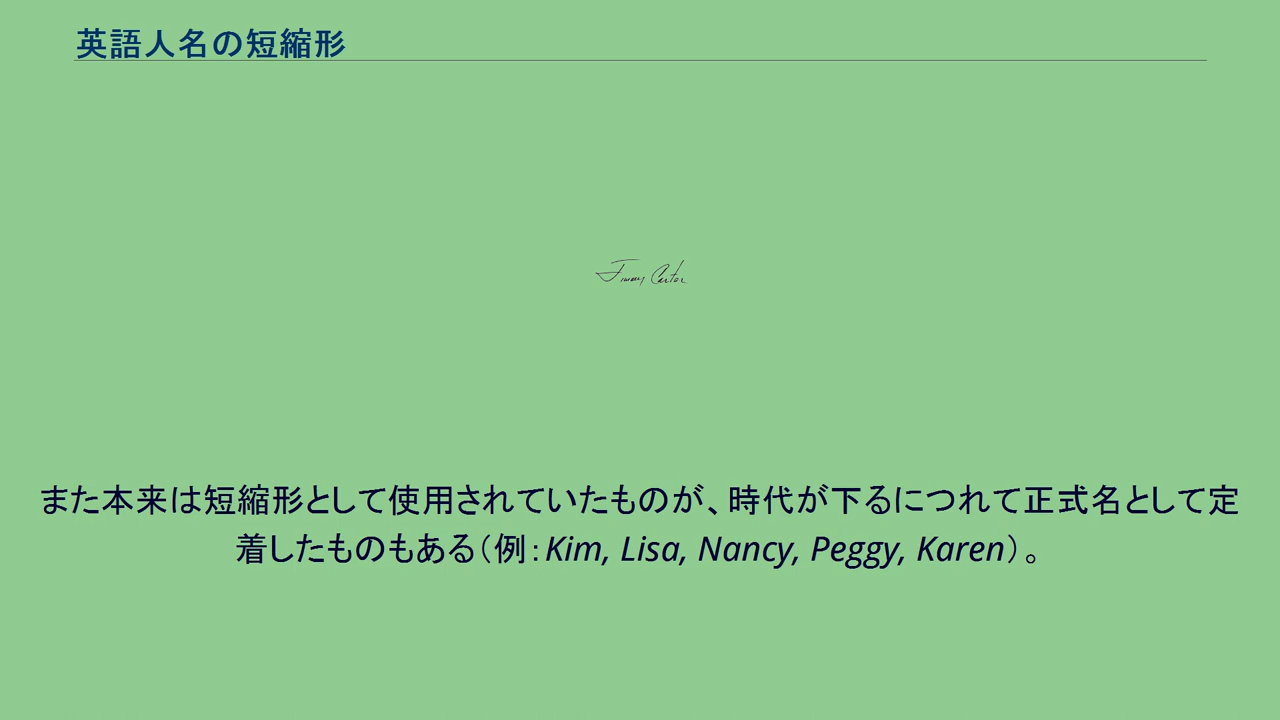 英語人名の短縮形
Jimmy Carter
また本来は短縮形として使用されていたものが、時代が下るにつれて正式名として定
着したものもある（例：Kim, Lisa, Nancy, Peggy, Karen）。